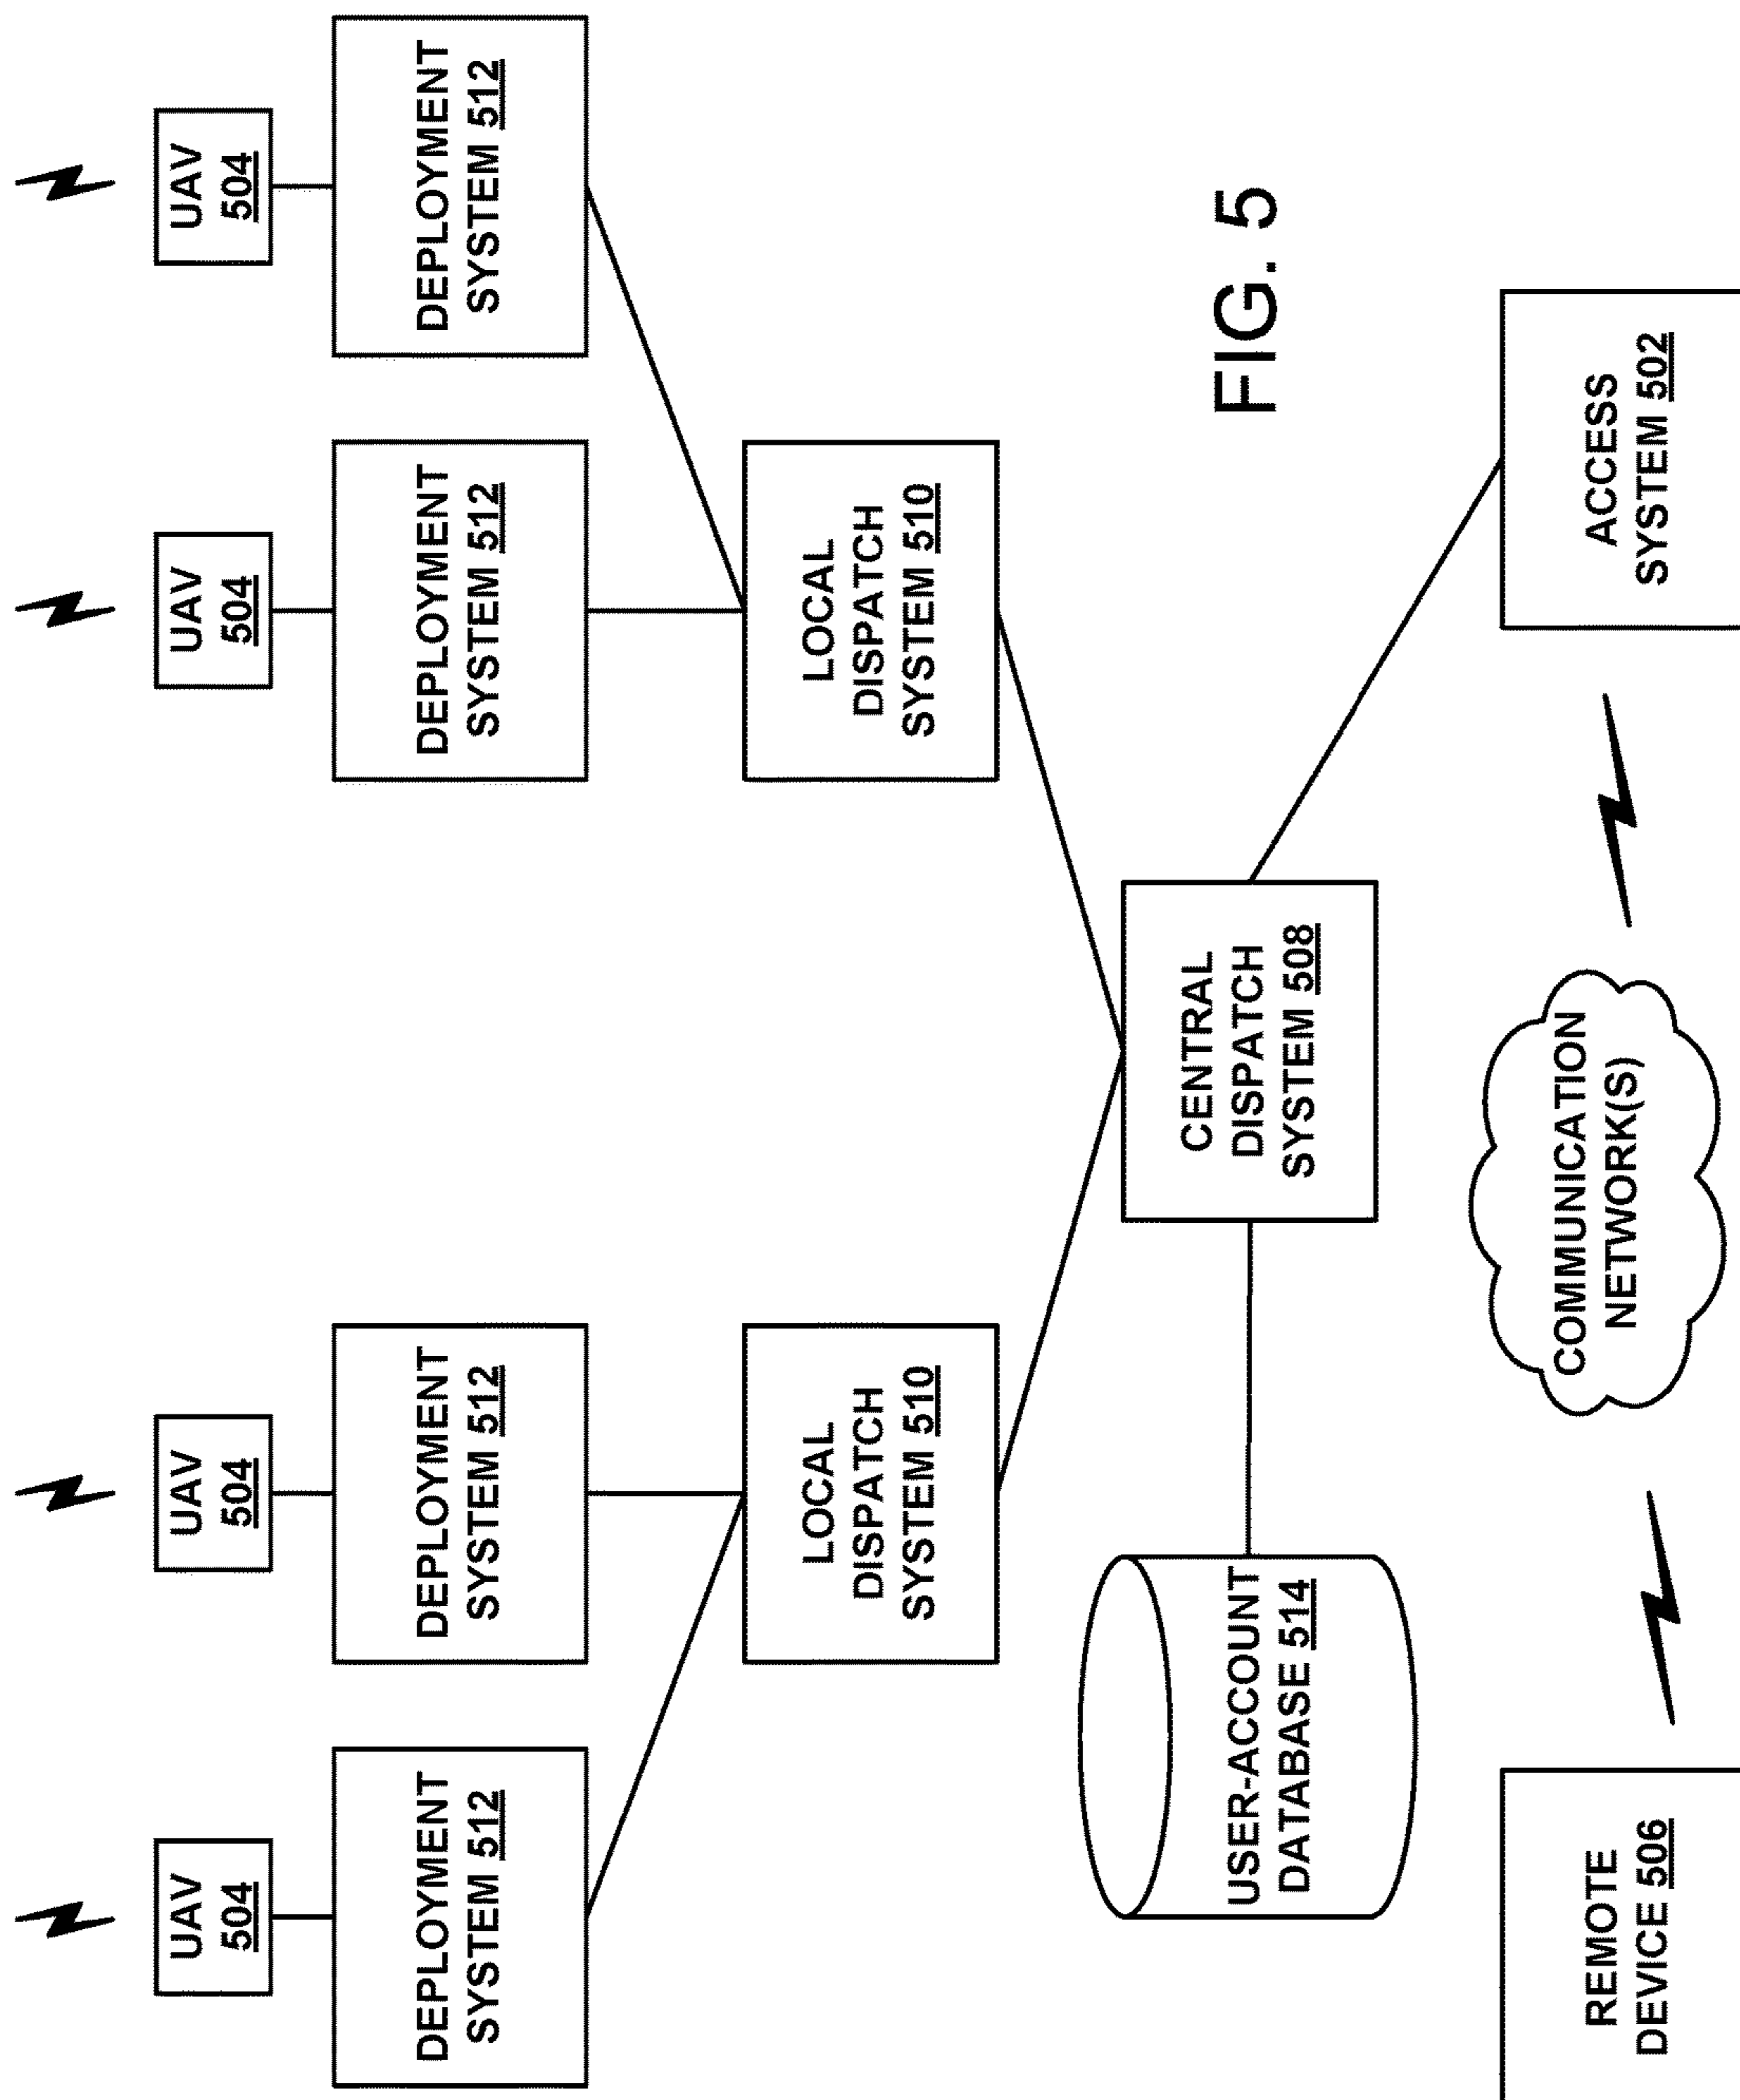 UAV
504
UAV
504
UAV
504
UAV
504
DEPLOYMENT
SYSTEM 512
DEPLOYMENT
SYSTEM 512
DEPLOYMENT
SYSTEM 512
DEPLOYMENT
SYSTEM 512
LOCAL
DISPATCH
SYSTEM 510
LOCAL
DISPATCH
SYSTEM 510
USER-ACCOUNT
DATABASE 514
CENTRAL
DISPATCH
SYSTEM 508
FIG. 5
REMOTE
DEVICE 506
COMMUNICATION
NETWORK(S)
ACCESS
SYSTEM 502